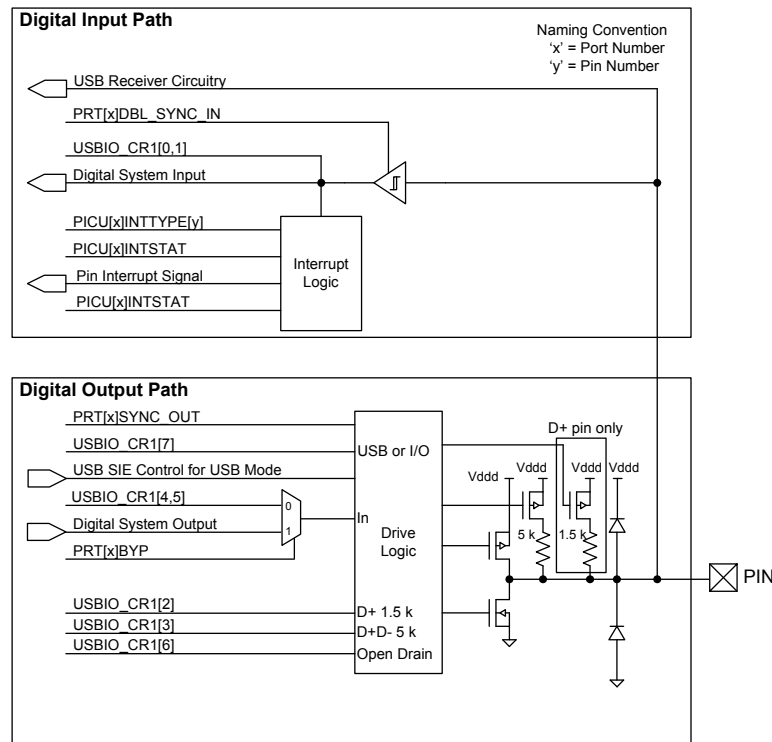 Digital Input Path
Naming Convention
'x' = Port Number
'y' = Pin Number
USB Receiver Circuitry
PRT[x]DBL_SYNC_IN
USBIO_CR1[0,1]
Digital System Input
PICU[x]INTTYPE[y]
PICU[x]INTSTAT
Pin Interrupt Signal
PICU[x]INTSTAT
Interrupt
Logic
Digital Output Path
PRT[x]SYNC_OUT
USBIO_CR1[7]
USB SIE Control for USB Mode
USBIO_CR1[4,5]
Digital System Output
PRT[x]BYP
0
1
USBIO_CR1[2]
USBIO_CR1[3]
USBIO_CR1[6]
USB or I/O
In
Drive
Logic
D+ 1.5 k
D+D- 5 k
Open Drain
D+ pin only
Vddd
Vddd
Vddd
Vddd
5 k
1.5 k
PIN